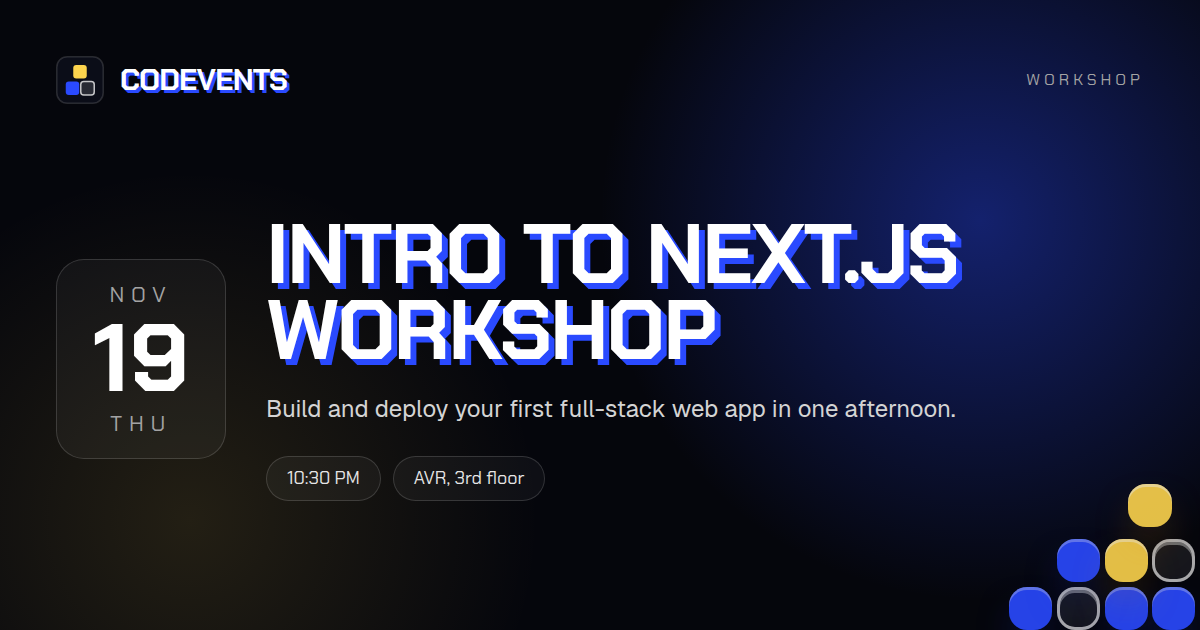 CODEVENTS
WORKSHOP
NOV
19
THU
INTRO TO NEXT.JS
WORKSHOP
Build and deploy your first full-stack web app in one afternoon.
10:30 PM
AVR, 3rd floor